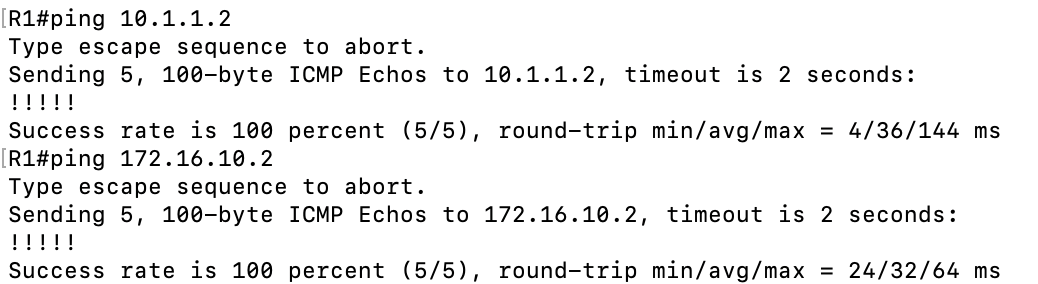 [R1#ping 10.1.1.2
Type escape sequence to abort.
Sending 5, 100-byte ICMP Echos to 10.1.1.2, timeout is 2 seconds:
!!!!!
Success rate is 100 percent (5/5), round-trip min/avg/max = 4/36/144 ms
[R1#ping 172.16.10.2
Type escape sequence to abort.
Sending 5, 100-byte ICMP Echos to 172.16.10.2, timeout is 2 seconds:
!!!!!
Success rate is 100 percent (5/5), round-trip min/avg/max = 24/32/64 ms